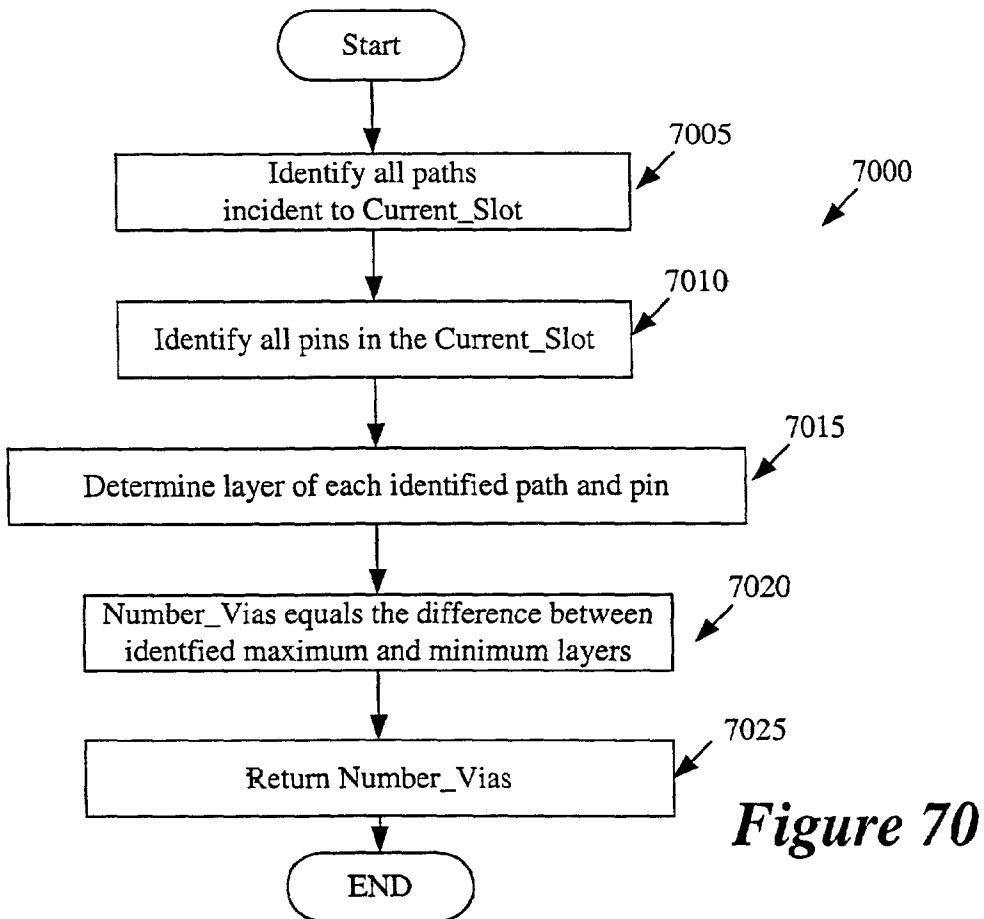 Start
7005
Identify all paths
incident to Current_Slot
7000
7010
Identify all pins in the Current_Slot
7015
Determine layer of each identified path and pin
7020
Number_Vias equals the difference between
identfied maximum and minimum layers
7025
Return Number_Vias
Figure 70
END